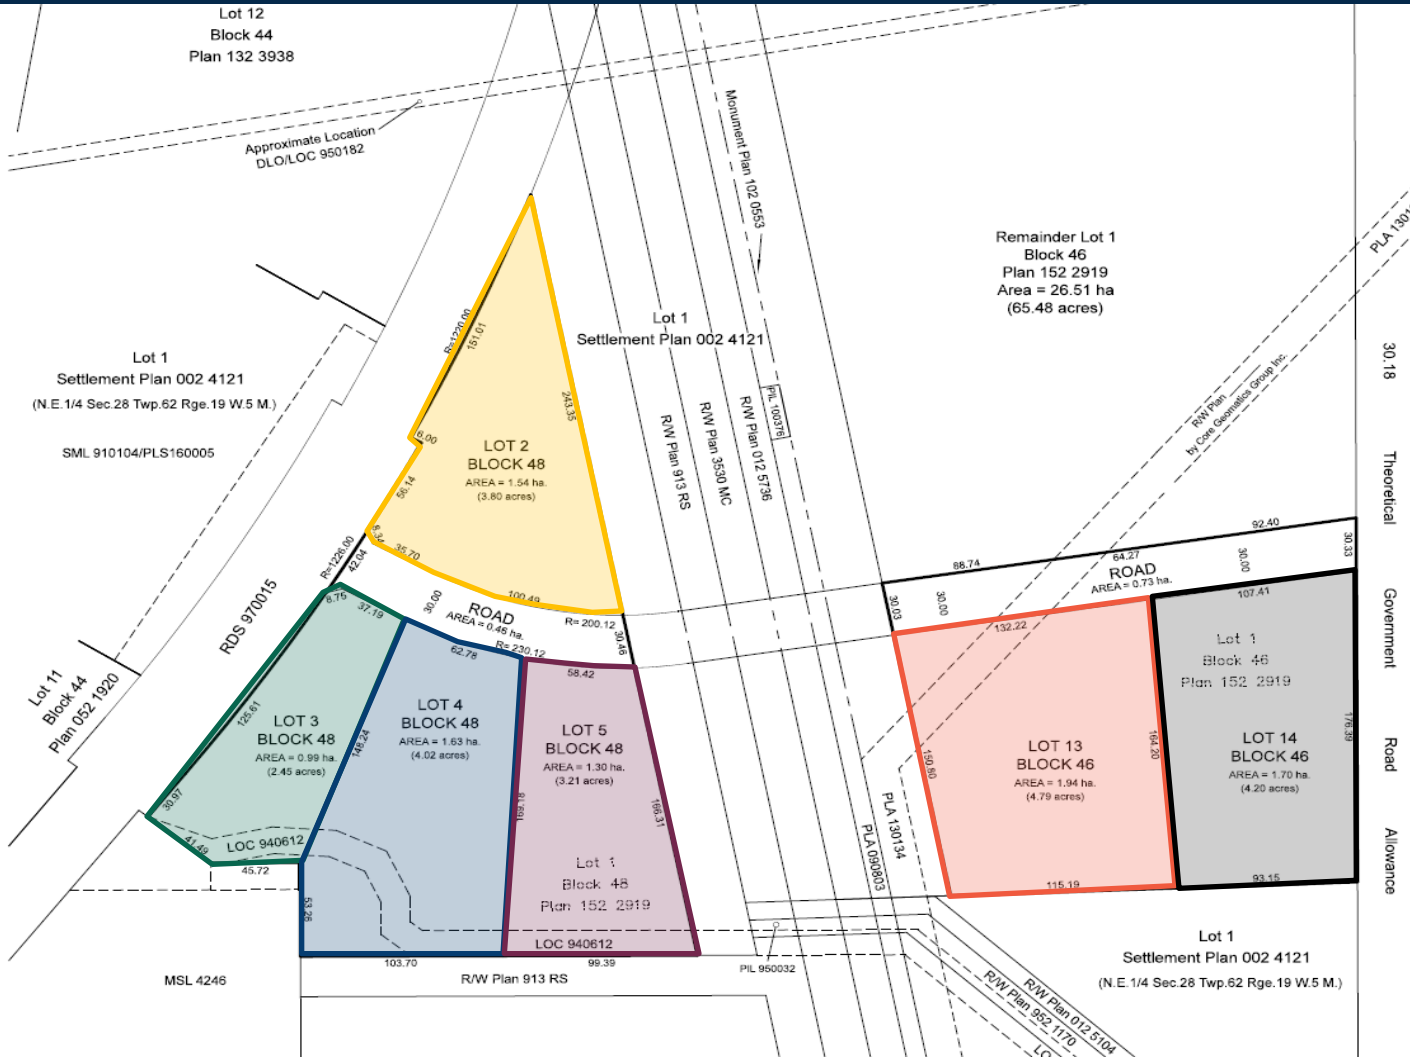 Lot 12
Block 44
Plan 132 3938
Approximate Location
DLO/LOC 950182
Monument Plan 102 0553
Remainder Lot 1
Block 46
Plan 152 2919
Area = 26.51 ha
(65.48 acres)
Lot 1
Settlement Plan 002 4121
Lot 1
Settlement Plan 002 4121
(N.E.1/4 Sec.28 Twp.62 Rge.19 W.5 M.)
SML 910104/PLS160005
R=1220.00
151.01
243.35
6.00
56.14
LOT 2
BLOCK 48
AREA = 1.54 ha.
(3.80 acres)
35.70
100.49
R= 200.12
PIL 100376
R/W Plan 913 RS
R/W Plan 3530 MC
R/W Plan 012 5736
R/W Plan
by Core Geomatics Group Inc.
30.18
Theoretical
Government
Road
Allowance
R=1226.00
42.04
8.75
37.19
30.00
ROAD
AREA = 0.45 ha.
R= 230.12
30.46
62.78
58.42
RDS 970015
Lot 11
Block 44
Plan 052 1920
125.61
30.97
41.49
LOT 3
BLOCK 48
AREA = 0.99 ha.
(2.45 acres)
LOC 940612
45.72
148.24
LOT 4
BLOCK 48
AREA = 1.63 ha.
(4.02 acres)
53.26
103.70
169.18
LOT 5
BLOCK 48
AREA = 1.30 ha.
(3.21 acres)
166.31
Lot 1
Block 48
Plan 152 2919
LOC 940612
99.39
MSL 4246
R/W Plan 913 RS
PIL 950032
88.74
64.27
92.40
30.33
ROAD
AREA = 0.73 ha.
30.03
30.00
30.00
132.22
107.41
150.80
LOT 13
BLOCK 46
AREA = 1.94 ha.
(4.79 acres)
164.20
115.19
Lot 1
Block 46
Plan 152 2919
LOT 14
BLOCK 46
AREA = 1.70 ha.
(4.20 acres)
176.39
93.15
PLA 090803
PLA 130134
Lot 1
Settlement Plan 002 4121
(N.E.1/4 Sec.28 Twp.62 Rge.19 W.5 M.)
R/W Plan 012 5104
R/W Plan 952 1170